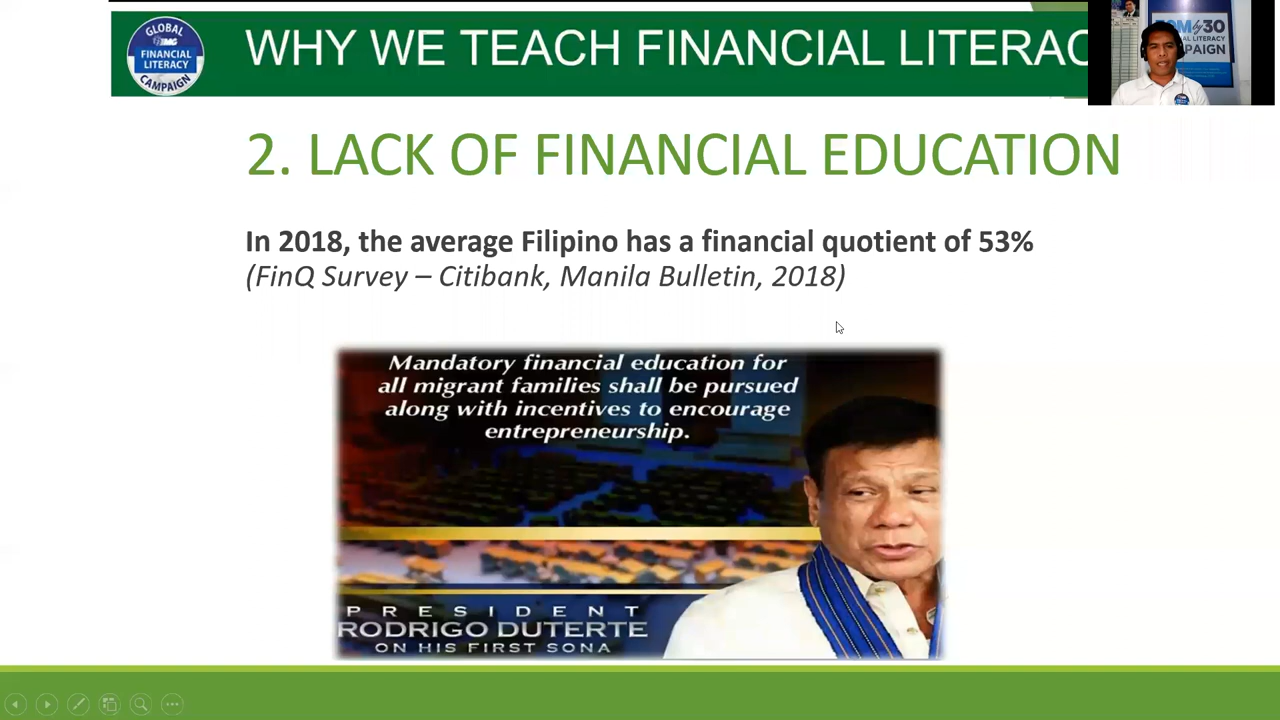 GLOBAL
FINANCIAL
LITERACY
CAMPAIGN
WHY WE TEACH FINANCIAL LITERAC
30
LITERACY
2. LACK OF FINANCIAL EDUCATION
In 2018, the average Filipino has a financial quotient of 53%
(FinQ Survey – Citibank, Manila Bulletin, 2018)
Mandatory financial education for
all migrant families shall be pursued
along with incentives to encourage
entrepreneurship.
PRESIDENT
RODRIGO DUTERTE
ON HIS FIRST SONA